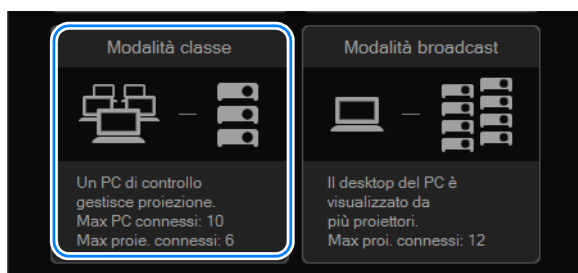 Modalità classe
Un PC di controllo
gestisce proiezione.
Max PC connessi: 10
Max proie. connessi: 6
Modalità broadcast
Il desktop del PC è
visualizzato da
più proiettori.
Max proi. connessi: 12